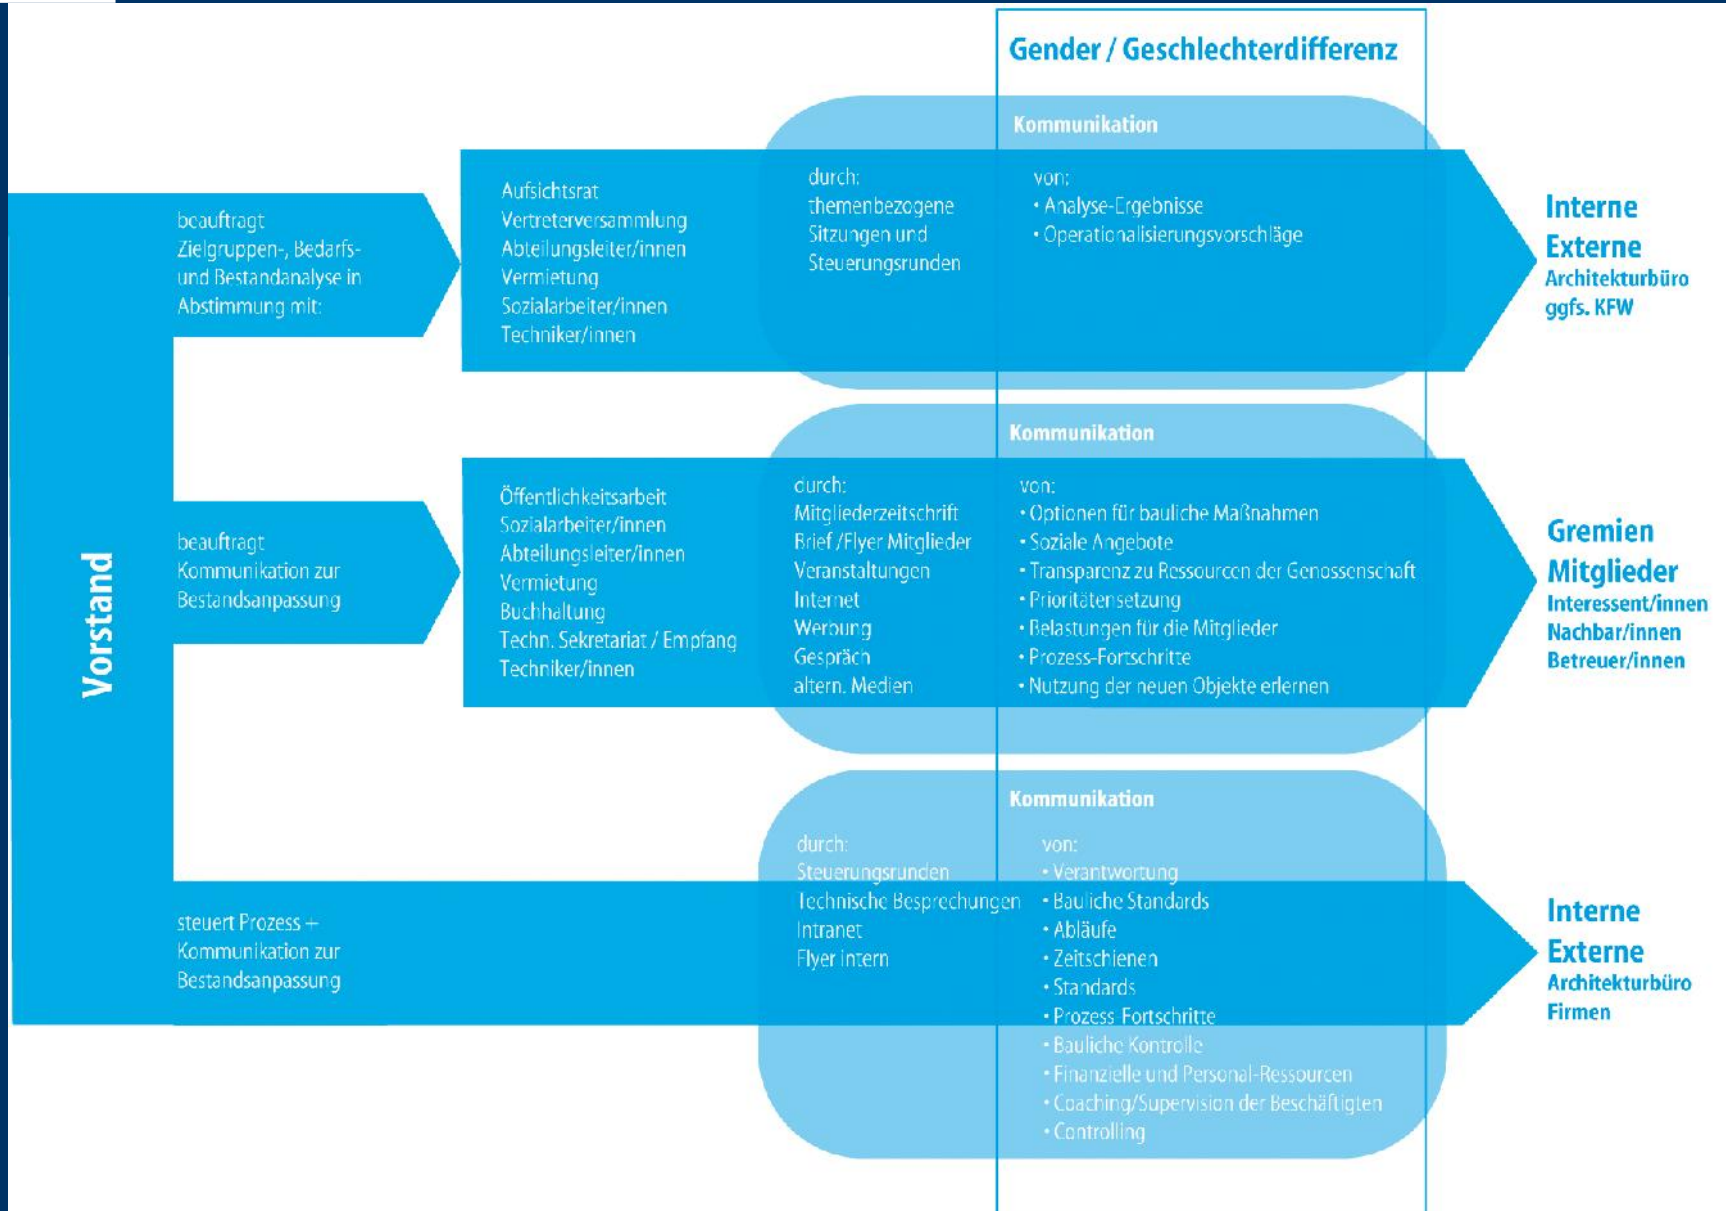 Gender / Geschlechterdifferenz
Vorstand
beauftragt
Zielgruppen-, Bedarfs-
und Bestandanalyse in
Abstimmung mit:
Aufsichtsrat
Vertreterversammlung
Abteilungsleiter/innen
Vermietung
Sozialarbeiter/innen
Techniker/innen
Kommunikation
durch:
themenbezogene
Sitzungen und
Steuerungsrunden
von:
• Analyse-Ergebnisse
• Operationalisierungsvorschläge
Interne
Externe
Architekturbüro
ggfs. KFW
beauftragt
Kommunikation zur
Bestandsanpassung
Öffentlichkeitsarbeit
Sozialarbeiter/innen
Abteilungsleiter/innen
Vermietung
Buchhaltung
Techn. Sekretariat / Empfang
Techniker/innen
Kommunikation
durch:
Mitgliederzeitschrift
Brief /Flyer Mitglieder
Veranstaltungen
Internet
Werbung
Gespräch
altern. Medien
von:
• Optionen für bauliche Maßnahmen
• Soziale Angebote
• Transparenz zu Ressourcen der Genossenschaft
• Prioritätensetzung
• Belastungen für die Mitglieder
• Prozess-Fortschritte
• Nutzung der neuen Objekte erlernen
Gremien
Mitglieder
Interessent/innen
Nachbar/innen
Betreuer/innen
steuert Prozess +
Kommunikation zur
Bestandsanpassung
Kommunikation
durch:
Steuerungsrunden
Technische Besprechungen
Intranet
Flyer intern
von:
• Verantwortung
• Bauliche Standards
• Abläufe
• Zeitschienen
• Standards
• Prozess-Fortschritte
• Bauliche Kontrolle
• Finanzielle und Personal-Ressourcen
• Coaching/Supervision der Beschäftigten
• Controlling
Interne
Externe
Architekturbüro
Firmen